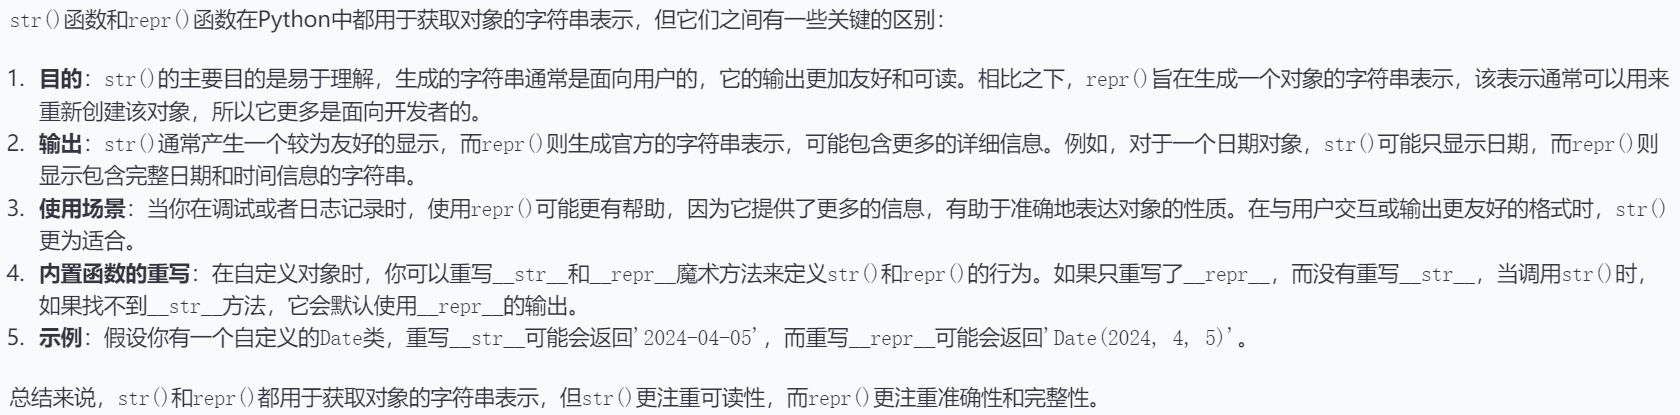 str()函数和repr()函数在Python中都用于获取对象的字符串表示，但它们之间有一些关键的区别：
1. 目的：str()的主要目的是易于理解，生成的字符串通常是面向用户的，它的输出更加友好和可读。相比之下，repr()旨在生成一个对象的字符串表示，该表示通常可以用来
重新创建该对象，所以它更多是面向开发者的。
2. 输出：str()通常产生一个较为友好的显示，而repr()则生成官方的字符串表示，可能包含更多的详细信息。例如，对于一个日期对象，str()可能只显示日期，而repr()则
显示包含完整日期和时间信息的字符串。
3. 使用场景：当你在调试或者日志记录时，使用repr()可能更有帮助，因为它提供了更多的信息，有助于准确地表达对象的性质。在与用户交互或输出更友好的格式时，str()
更为适合。
4. 内置函数的重写：在自定义对象时，你可以重写__str__和__repr__魔术方法来定义str()和repr()的行为。如果只重写了__repr__，而没有重写__str__，当调用str()时，
如果找不到__str__方法，它会默认使用__repr__的输出。
5. 示例：假设你有一个自定义的Date类，重写__str__可能会返回'2024-04-05'，而重写__repr__可能会返回'Date(2024, 4, 5)'。
总结来说，str()和repr()都用于获取对象的字符串表示，但str()更注重可读性，而repr()更注重准确性和完整性。